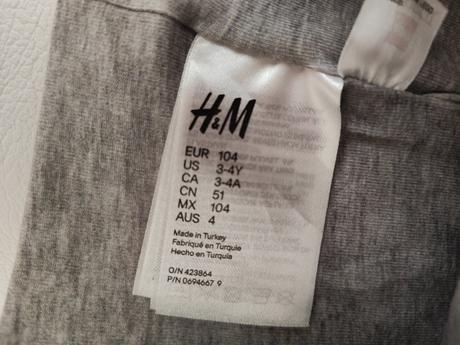 H&M
EUR 104
US 3-4Y
CA 3-4A
CN 51
MX 104
AUS 4
Made in Turkey
Fabriqué en Turquie
Hecho en Turquia
O/N 423864
P/N 0694667 9